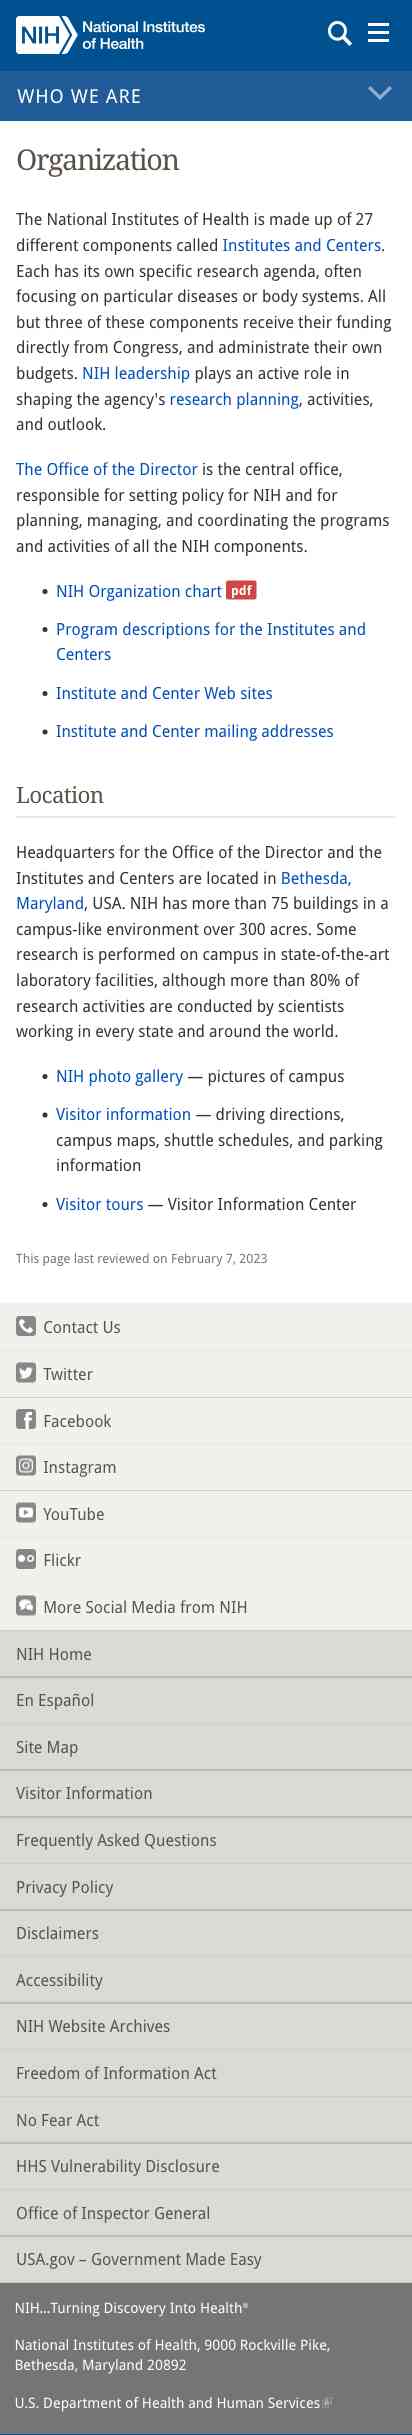 NIH National Institutes
of Health
WHO WE ARE
Organization
The National Institutes of Health is made up of 27
different components called Institutes and Centers.
Each has its own specific research agenda, often
focusing on particular diseases or body systems. All
but three of these components receive their funding
directly from Congress, and administrate their own
budgets. NIH leadership plays an active role in
shaping the agency's research planning, activities,
and outlook.
The Office of the Director is the central office,
responsible for setting policy for NIH and for
planning, managing, and coordinating the programs
and activities of all the NIH components.
• NIH Organization chart pdf
• Program descriptions for the Institutes and
Centers
• Institute and Center Web sites
• Institute and Center mailing addresses
Location
Headquarters for the Office of the Director and the
Institutes and Centers are located in Bethesda,
Maryland, USA. NIH has more than 75 buildings in a
campus-like environment over 300 acres. Some
research is performed on campus in state-of-the-art
laboratory facilities, although more than 80% of
research activities are conducted by scientists
working in every state and around the world.
• NIH photo gallery — pictures of campus
• Visitor information — driving directions,
campus maps, shuttle schedules, and parking
information
• Visitor tours — Visitor Information Center
This page last reviewed on February 7, 2023
Contact Us
Twitter
Facebook
Instagram
YouTube
Flickr
More Social Media from NIH
NIH Home
En Español
Site Map
Visitor Information
Frequently Asked Questions
Privacy Policy
Disclaimers
Accessibility
NIH Website Archives
Freedom of Information Act
No Fear Act
HHS Vulnerability Disclosure
Office of Inspector General
USA.gov – Government Made Easy
NIH…Turning Discovery Into Health®
National Institutes of Health, 9000 Rockville Pike,
Bethesda, Maryland 20892
U.S. Department of Health and Human Services